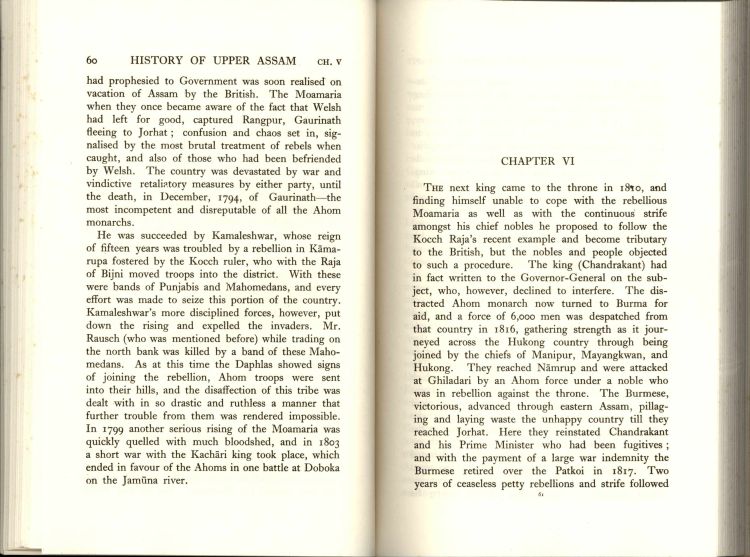 60 HISTORY OF UPPER ASSAM CH. V
had prophesied to Government was soon realised on
vacation of Assam by the British. The Moamaria
when they once became aware of the fact that Welsh
had left for good, captured Rangpur, Gaurinath
fleeing to Jorhat; confusion and chaos set in, sig-
nalised by the most brutal treatment of rebels when
caught, and also of those who had been befriended
by Welsh. The country was devastated by war and
vindictive retaliatory measures by either party, until
the death, in December, 1794, of Gaurinath—the
most incompetent and disreputable of all the Ahom
monarchs.
He was succeeded by Kamaleshwar, whose reign
of fifteen years was troubled by a rebellion in Kāma-
rupa fostered by the Kocch ruler, who with the Raja
of Bijni moved troops into the district. With these
were bands of Punjabis and Mahomedans, and every
effort was made to seize this portion of the country.
Kamaleshwar's more disciplined forces, however, put
down the rising and expelled the invaders. Mr.
Rausch (who was mentioned before) while trading on
the north bank was killed by a band of these Maho-
medans. As at this time the Daphlas showed signs
of joining the rebellion, Ahom troops were sent
into their hills, and the disaffection of this tribe was
dealt with in so drastic and ruthless a manner that
further trouble from them was rendered impossible.
In 1799 another serious rising of the Moamaria was
quickly quelled with much bloodshed, and in 1803
a short war with the Kachāri king took place, which
ended in favour of the Ahoms in one battle at Doboka
on the Jamūna river.
CHAPTER VI
THE next king came to the throne in 1810, and
finding himself unable to cope with the rebellious
Moamaria as well as with the continuous strife
amongst his chief nobles he proposed to follow the
Kocch Raja's recent example and become tributary
to the British, but the nobles and people objected
to such a procedure. The king (Chandrakant) had
in fact written to the Governor-General on the sub-
ject, who, however, declined to interfere. The dis-
tracted Ahom monarch now turned to Burma for
aid, and a force of 6,000 men was despatched from
that country in 1816, gathering strength as it jour-
neyed across the Hukong country through being
joined by the chiefs of Manipur, Mayangkwan, and
Hukong. They reached Nāmrup and were attacked
at Ghiladari by an Ahom force under a noble who
was in rebellion against the throne. The Burmese,
victorious, advanced through eastern Assam, pillag-
ing and laying waste the unhappy country till they
reached Jorhat. Here they reinstated Chandrakant
and his Prime Minister who had been fugitives;
and with the payment of a large war indemnity the
Burmese retired over the Patkoi in 1817. Two
years of ceaseless petty rebellions and strife followed
61